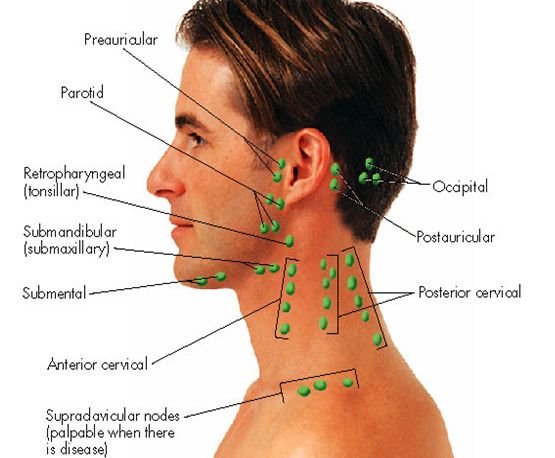 Preauricular
Parotid
Retropharyngeal
(tonsillar)
Submandibular
(submaxillary)
Submental
Anterior cervical
Supradavicular nodes
(palpable when there
is disease)
Occipital
Postauricular
Posterior cervical